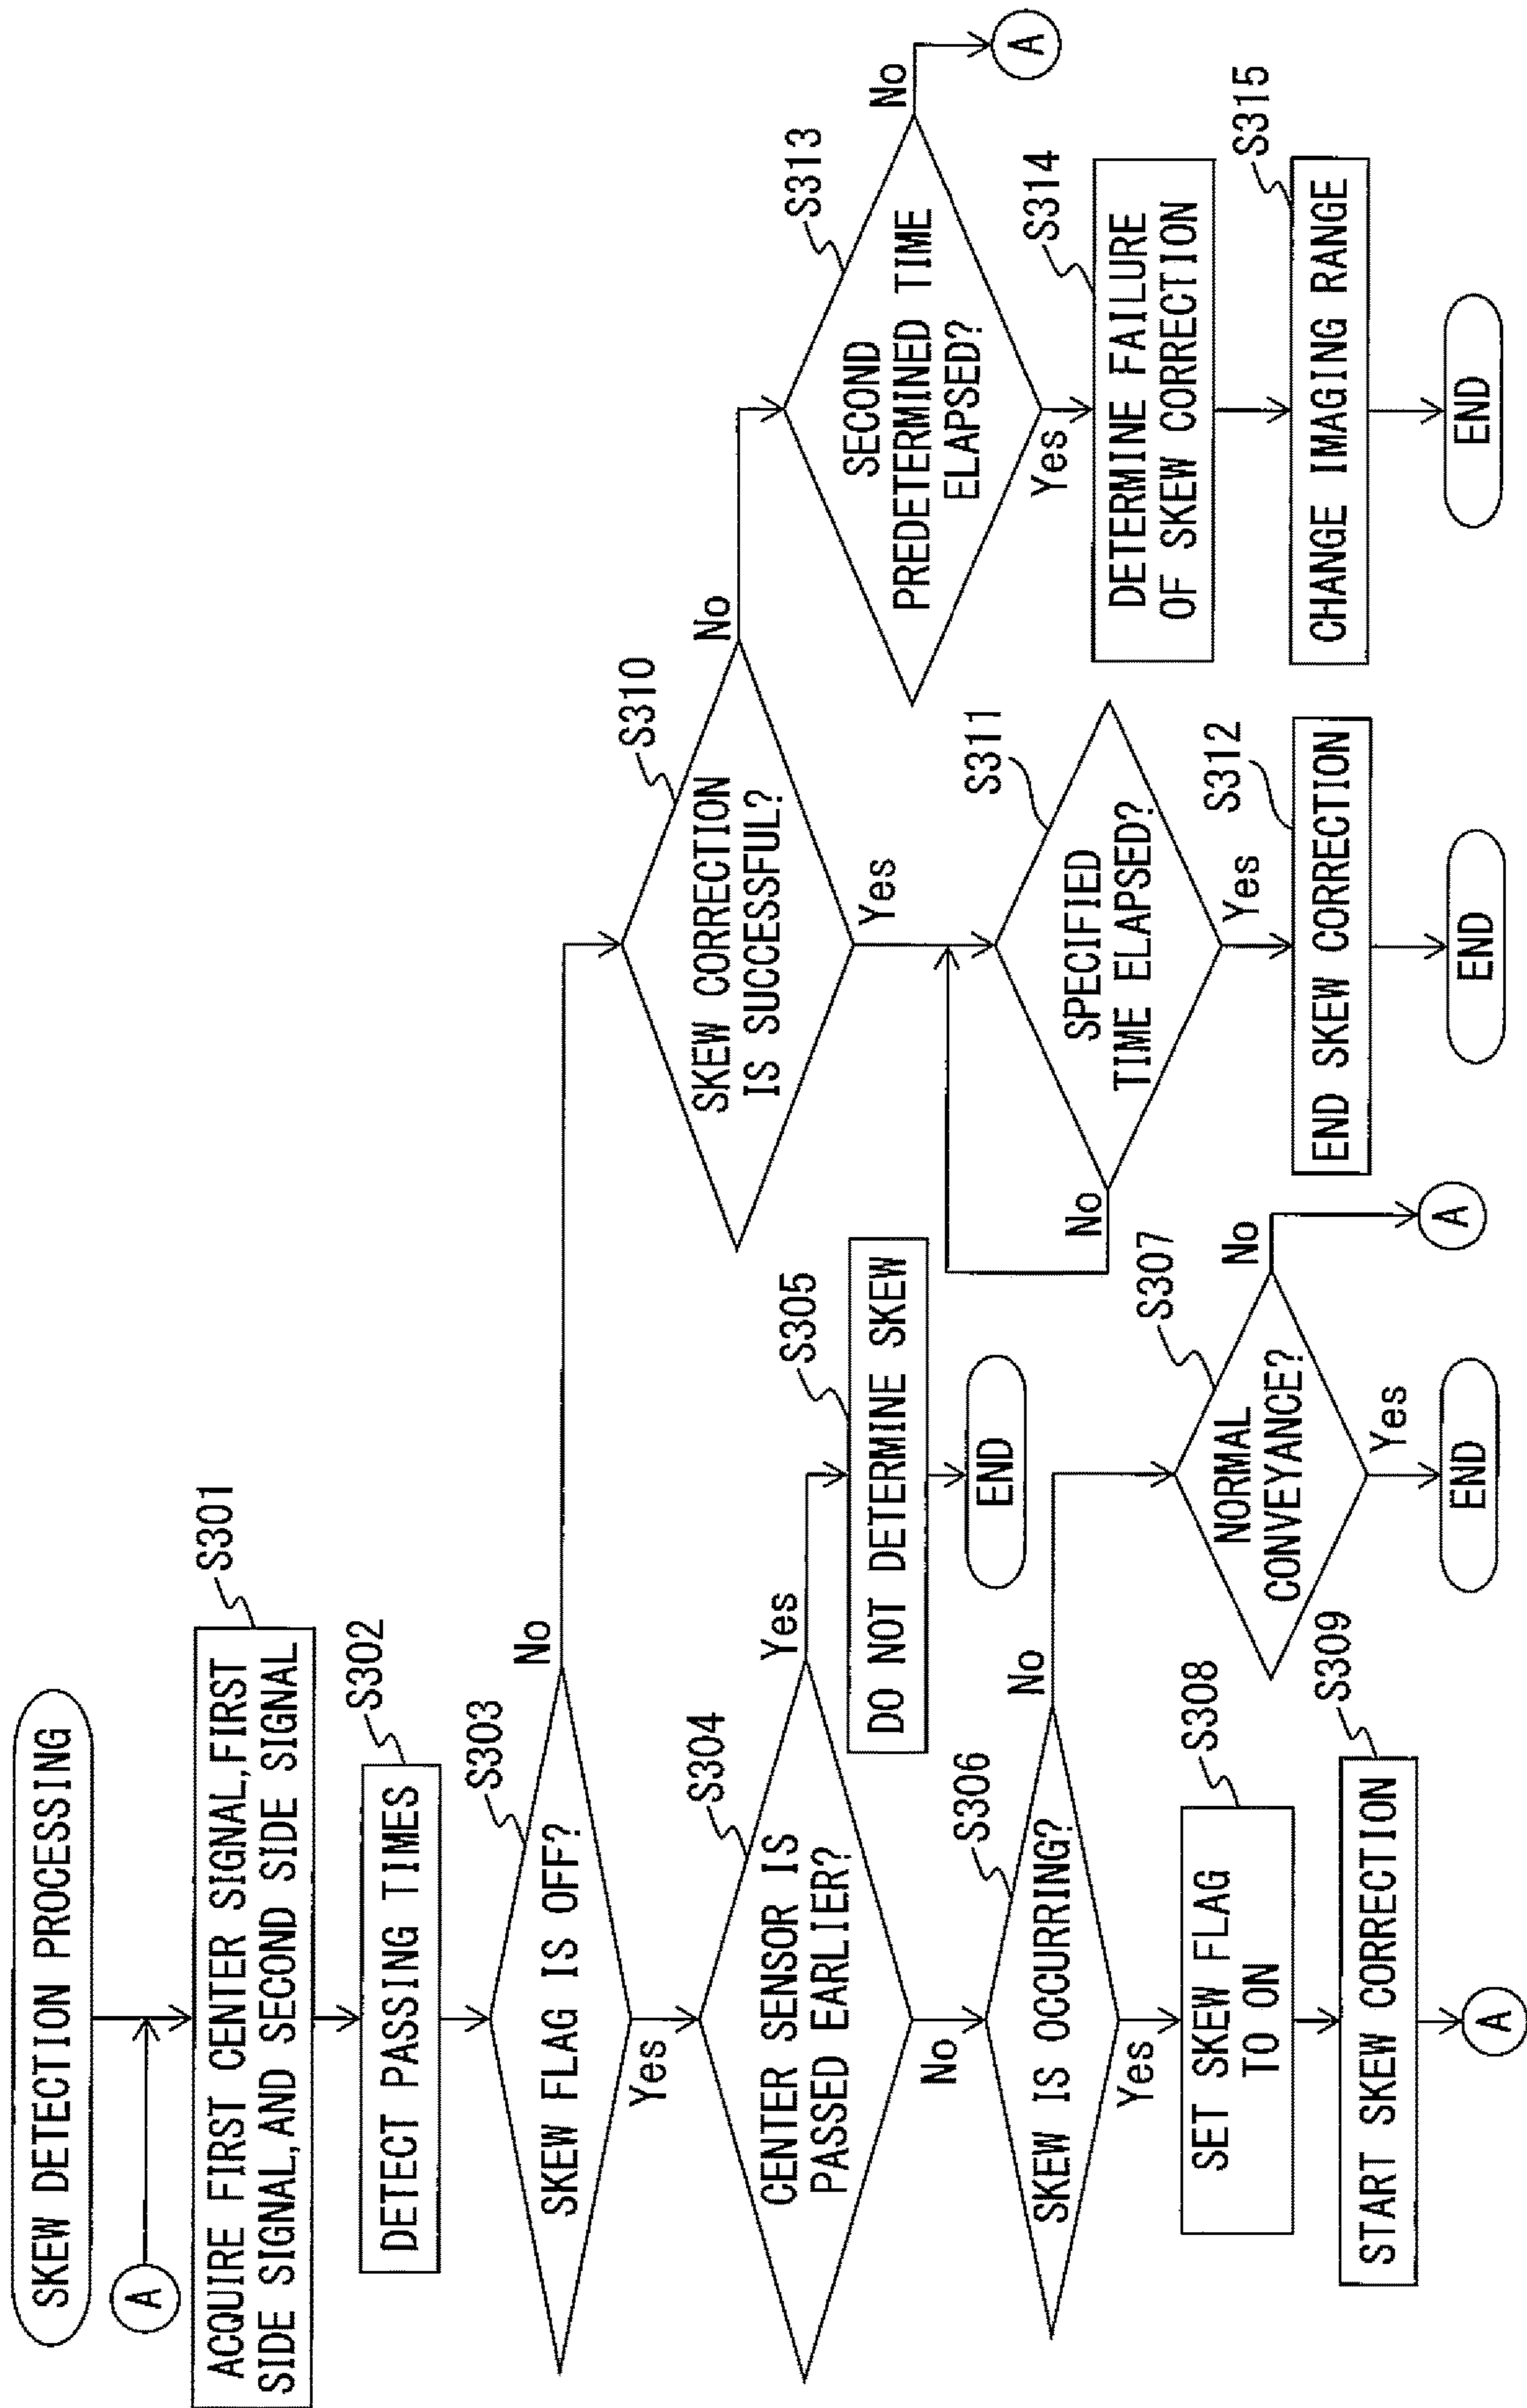 SKEW DETECTION PROCESSING
A
ACQUIRE FIRST CENTER SIGNAL,FIRST
SIDE SIGNAL,AND SECOND SIDE SIGNAL
S301
DETECT PASSING TIMES
S302
SKEW FLAG IS OFF?
S303
No
Yes
CENTER SENSOR IS
PASSED EARLIER?
S304
Yes
No
DO NOT DETERMINE SKEW
S305
END
SKEW IS OCCURRING?
S306
No
Yes
NORMAL
CONVEYANCE?
S307
No
A
Yes
END
SET SKEW FLAG
TO ON
S308
START SKEW CORRECTION
S309
A
SKEW CORRECTION
IS SUCCESSFUL?
S310
No
Yes
SPECIFIED
TIME ELAPSED?
S311
No
Yes
END SKEW CORRECTION
S312
END
SECOND
PREDETERMINED TIME
ELAPSED?
S313
No
A
Yes
DETERMINE FAILURE
OF SKEW CORRECTION
S314
CHANGE IMAGING RANGE
S315
END